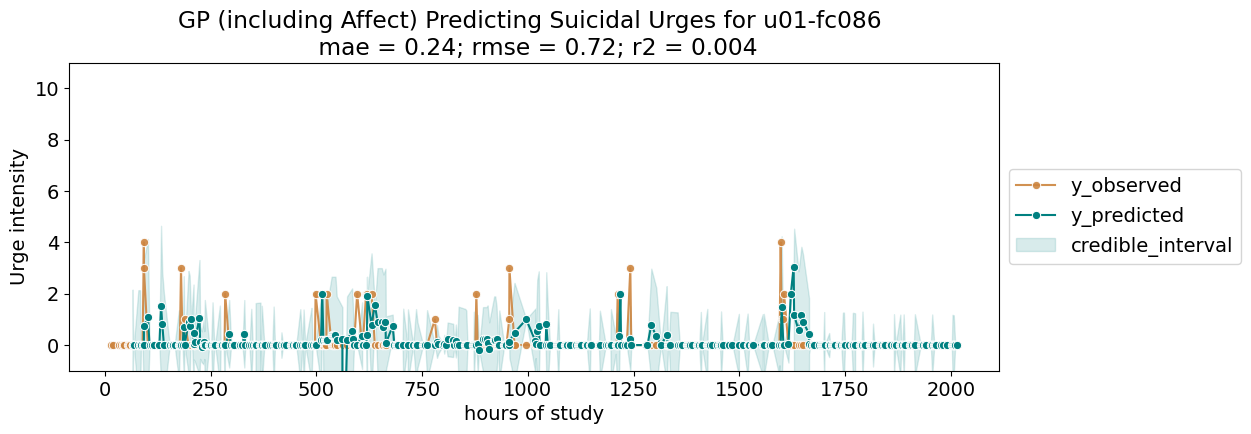 GP (including Affect) Predicting Suicidal Urges for u01-fc086
mae = 0.24; rmse = 0.72; r2 = 0.004
10
8
6
4
2
0
Urge intensity
0 250 500 750 1000 1250 1500 1750 2000
hours of study
y_observed
y_predicted
credible_interval